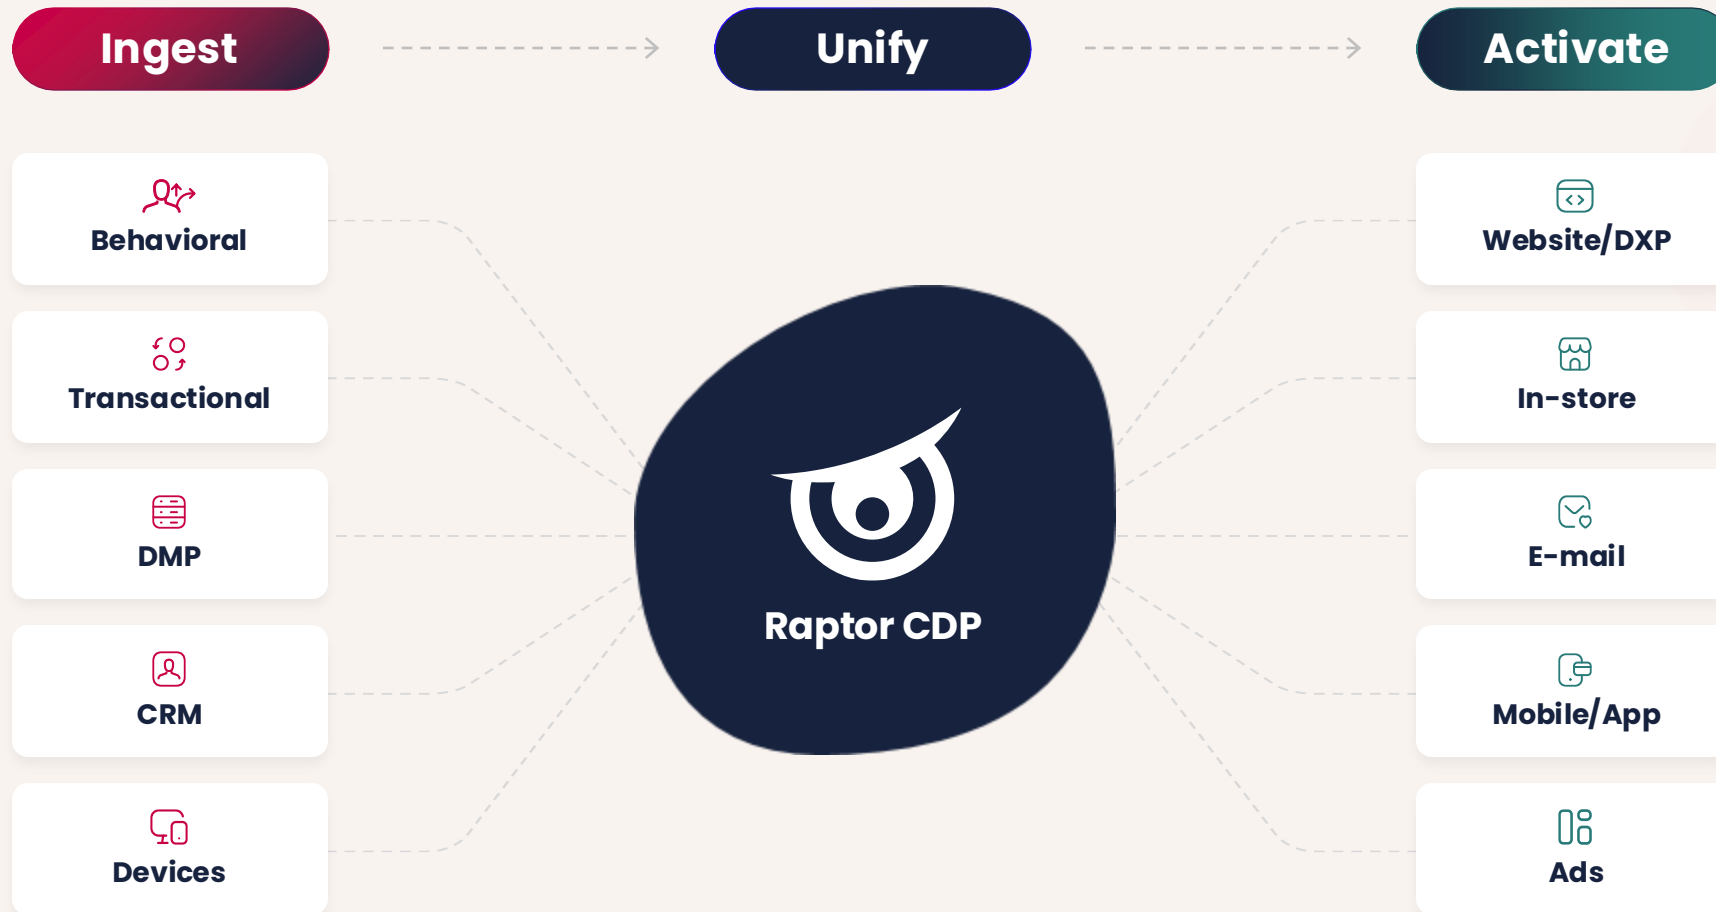 Ingest
Unify
Activate
Behavioral
Transactional
DMP
CRM
Devices
Raptor CDP
Website/DXP
In-store
E-mail
Mobile/App
Ads